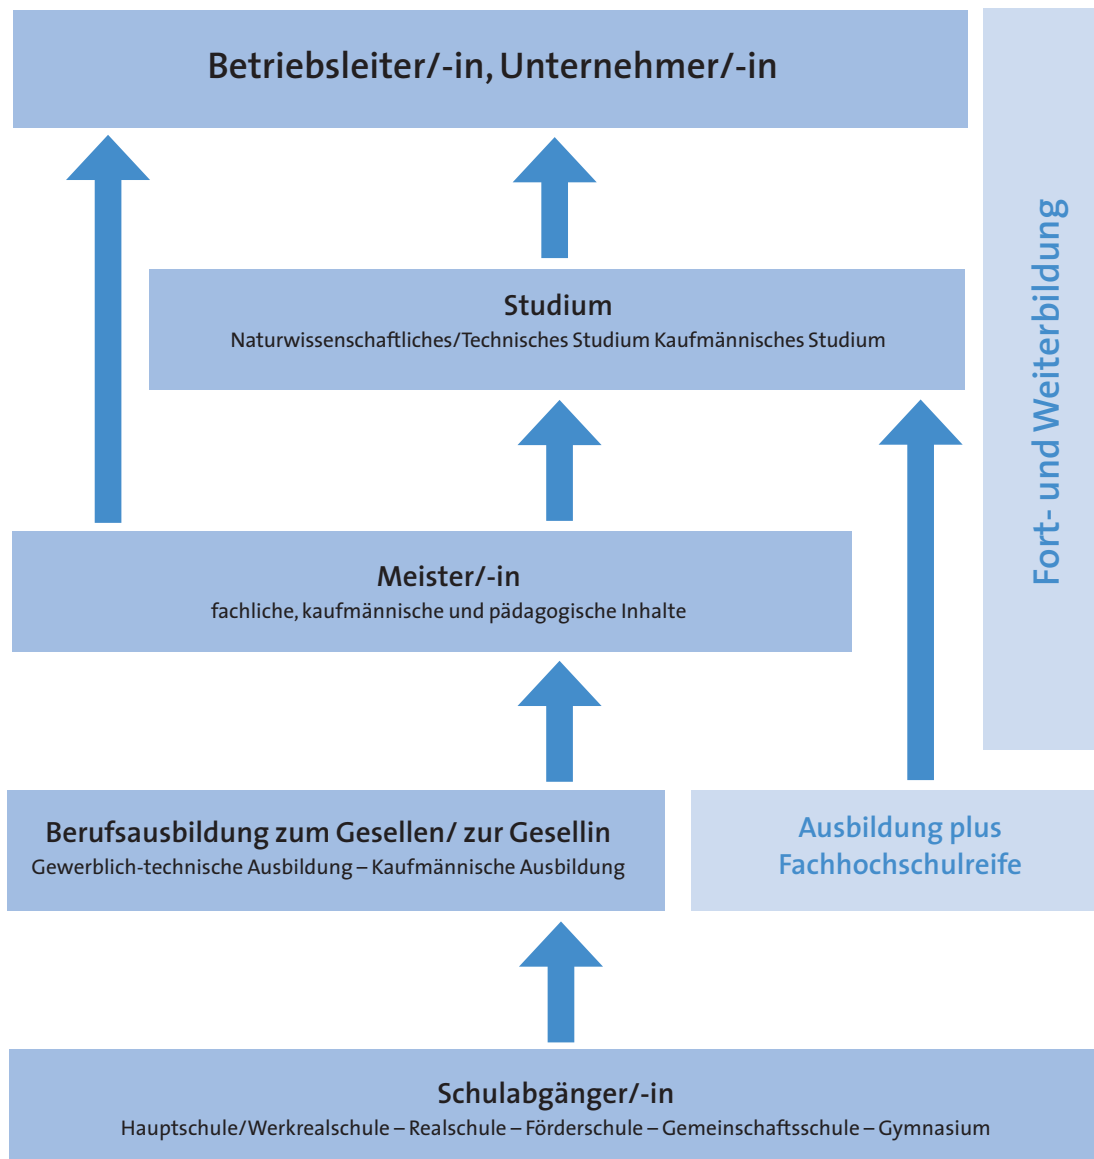 Betriebsleiter/-in, Unternehmer/-in
Fort- und Weiterbildung
Studium
Naturwissenschaftliches/Technisches Studium Kaufmännisches Studium
Meister/-in
fachliche, kaufmännische und pädagogische Inhalte
Berufsausbildung zum Gesellen/ zur Gesellin
Gewerblich-technische Ausbildung – Kaufmännische Ausbildung
Ausbildung plus
Fachhochschulreife
Schulabgänger/-in
Hauptschule/Werkrealschule – Realschule – Förderschule – Gemeinschaftsschule – Gymnasium